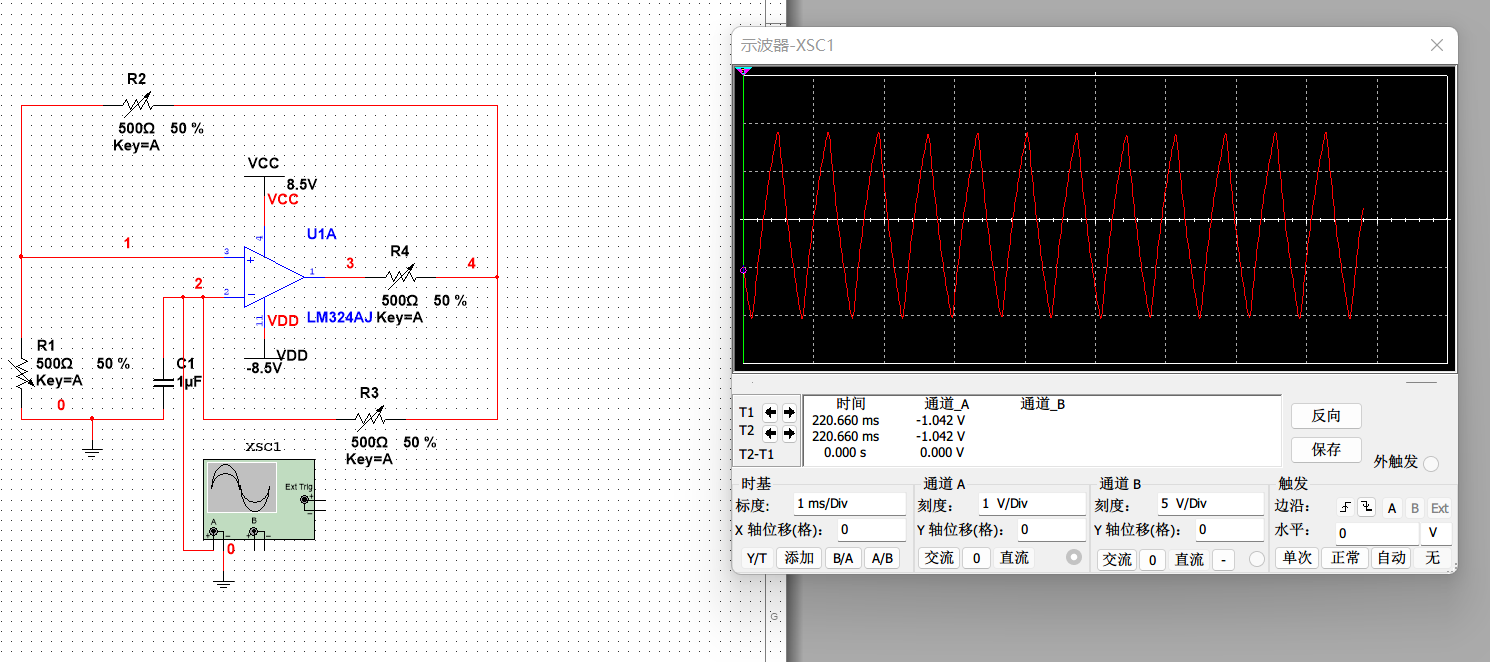 R2
500Ω 50 %
Key=A
VCC
8.5V
VCC
U1A
4
3
1
1
2
2
3
4
R4
500Ω 50 %
Key=A
11
VDD
LM324AJ
VDD
-8.5V
R1
500Ω 50 %
Key=A
0
C1
1µF
R3
500Ω 50 %
Key=A
XSC1
Ext Trig
A B
0
G
示波器-XSC1
时间 通道_A 通道_B
T1 220.660 ms -1.042 V
T2 220.660 ms -1.042 V
T2-T1 0.000 s 0.000 V
反向
保存
外触发
时基
标度: 1 ms/Div
X 轴位移(格): 0
Y/T 添加 B/A A/B
通道 A
刻度: 1 V/Div
Y 轴位移(格): 0
交流 0 直流
通道 B
刻度: 5 V/Div
Y 轴位移(格): 0
交流 0 直流 -
触发
边沿: A B Ext
水平: 0 V
单次 正常 自动 无